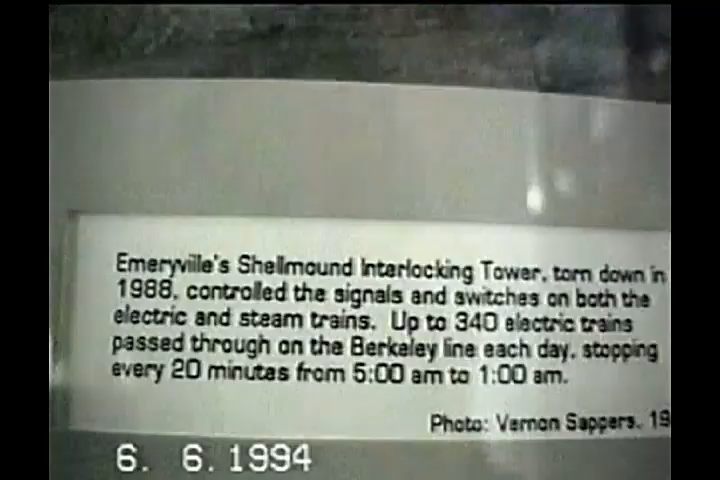 Emeryville's Shellmound Interlocking Tower, torn down in
1988, controlled the signals and switches on both the
electric and steam trains. Up to 340 electric trains
passed through on the Berkeley line each day, stopping
every 20 minutes from 5:00 am to 1:00 am.
Photo: Vernon Sappers, 19
6. 6. 1994